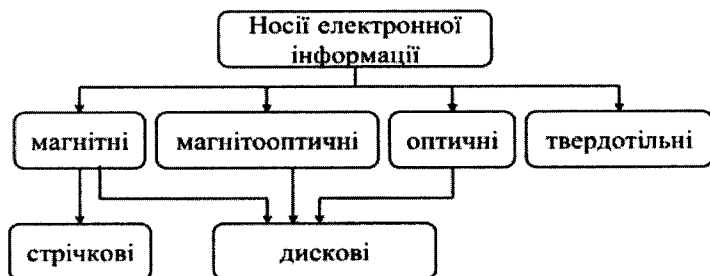 Носії електронної
інформації
магнітні
магнітооптичні
оптичні
твердотільні
стрічкові
дискові